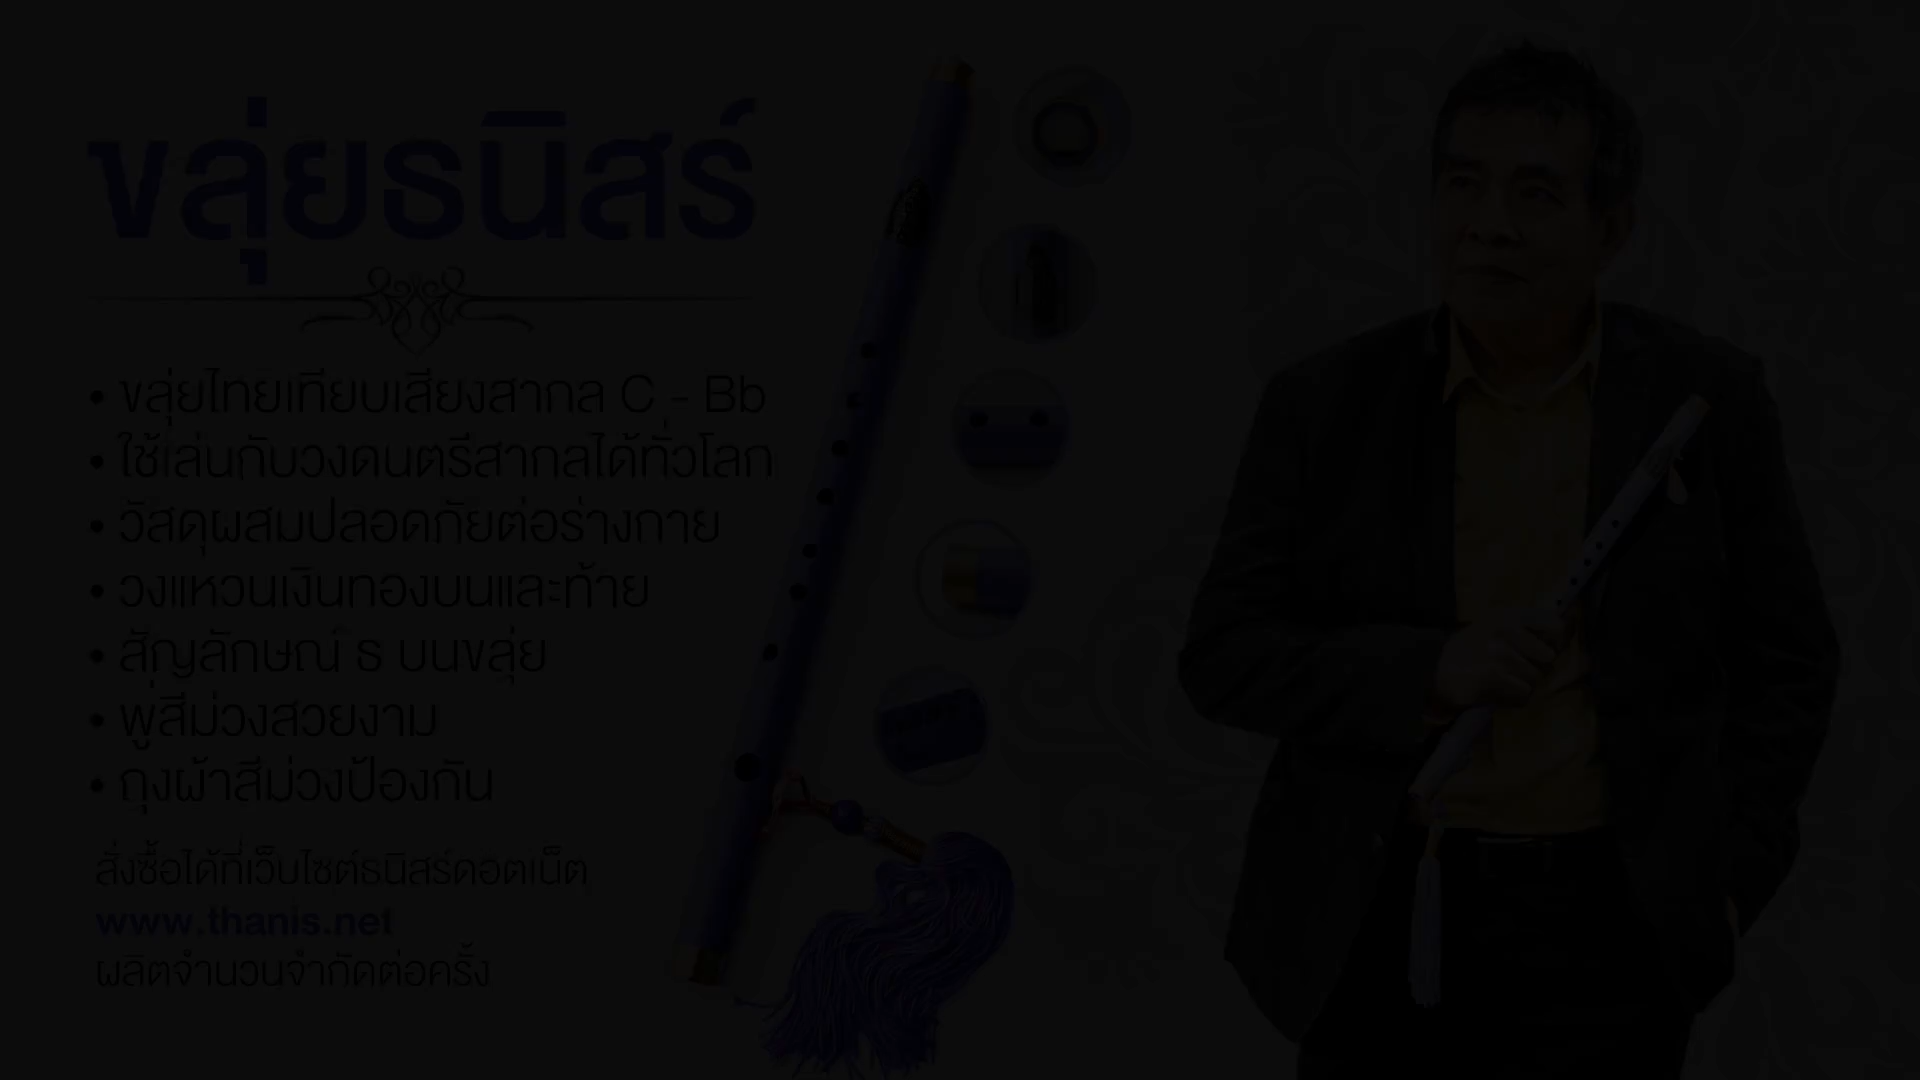 ขลุ่ยธนิสร์
• ขลุ่ยไทยเทียบเสียงสากล C - Bb
• ใช้เล่นกับวงดนตรีสากลได้ทั่วโลก
• วัสดุผสมปลอดภัยต่อร่างกาย
• วงแหวนเงินทองบนและท้าย
• สัญลักษณ์ ธ บนขลุ่ย
• พู่สีม่วงสวยงาม
• ถุงผ้าสีม่วงป้องกัน
สั่งซื้อได้ที่เว็บไซต์ธนิสร์ดอตเน็ต
www.thanis.net
ผลิตจำนวนจำกัดต่อครั้ง